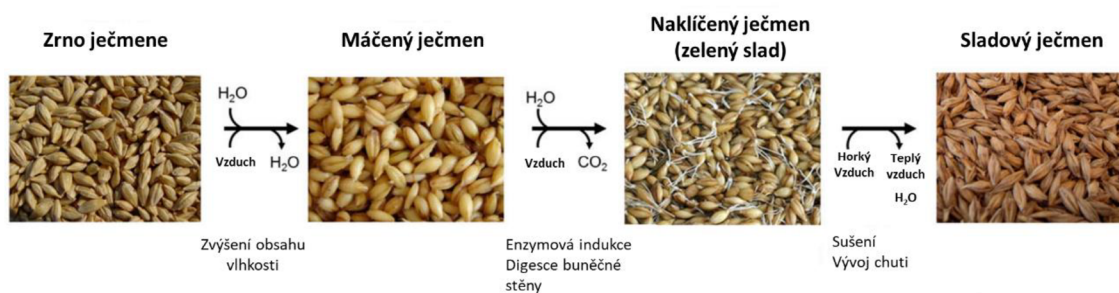 Zrno ječmene
Máčený ječmen
Naklíčený ječmen
(zelený slad)
Sladový ječmen
H₂O
Vzduch
H₂O
H₂O
Vzduch
CO₂
Horký
Vzduch
Teplý
vzduch
H₂O
Zvýšení obsahu
vlhkosti
Enzymová indukce
Digesce buněčné
stěny
Sušení
Vývoj chuti